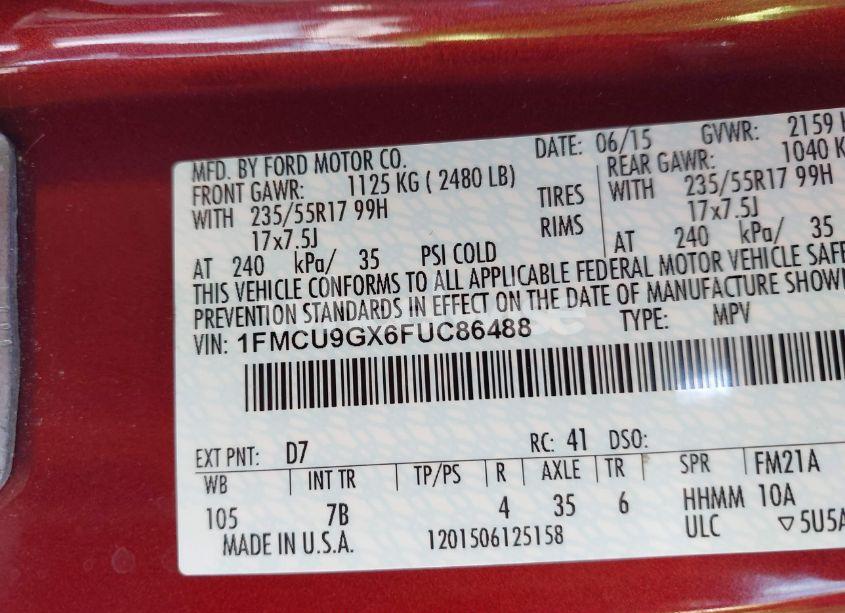 MFD. BY FORD MOTOR CO. DATE: 06/15 GVWR: 2159
FRONT GAWR: 1125 KG ( 2480 LB) REAR GAWR: 1040
WITH 235/55R17 99H TIRES WITH 235/55R17 99H
17x7.5J RIMS 17x7.5J
AT 240 kPa/ 35 PSI COLD AT 240 kPa/ 35
THIS VEHICLE CONFORMS TO ALL APPLICABLE FEDERAL MOTOR VEHICLE SAFE
PREVENTION STANDARDS IN EFFECT ON THE DATE OF MANUFACTURE SHOW
VIN: 1FMCU9GX6FUC86488 TYPE: MPV
EXT PNT: D7 RC: 41 DSO:
WB INT TR TP/PS R AXLE TR SPR FM21A
105 7B 4 35 6 HHMM 10A
MADE IN U.S.A. 1201506125158 ULC ▽5U5A